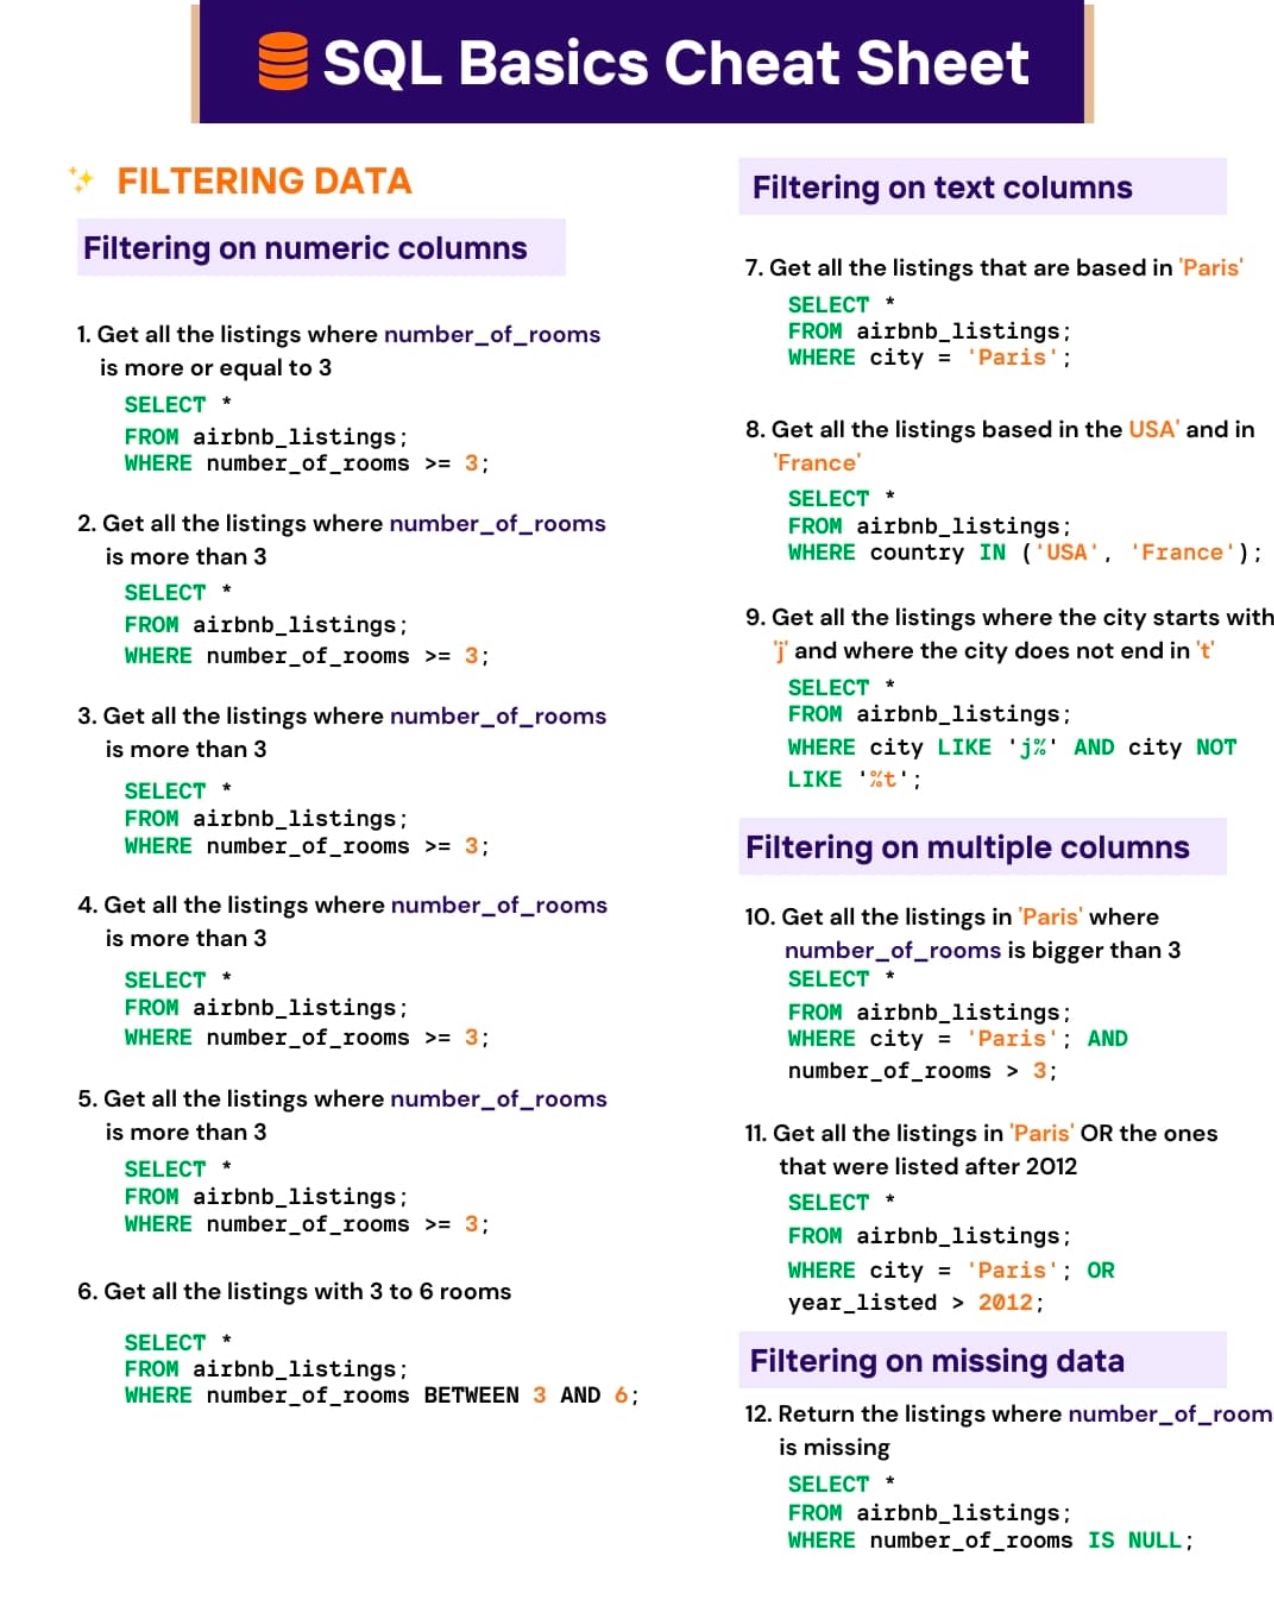 SQL Basics Cheat Sheet
FILTERING DATA
Filtering on numeric columns
1. Get all the listings where number_of_rooms
is more or equal to 3
SELECT *
FROM airbnb_listings;
WHERE number_of_rooms >= 3;
2. Get all the listings where number_of_rooms
is more than 3
SELECT *
FROM airbnb_listings;
WHERE number_of_rooms >= 3;
3. Get all the listings where number_of_rooms
is more than 3
SELECT *
FROM airbnb_listings;
WHERE number_of_rooms >= 3;
4. Get all the listings where number_of_rooms
is more than 3
SELECT *
FROM airbnb_listings;
WHERE number_of_rooms >= 3;
5. Get all the listings where number_of_rooms
is more than 3
SELECT *
FROM airbnb_listings;
WHERE number_of_rooms >= 3;
6. Get all the listings with 3 to 6 rooms
SELECT *
FROM airbnb_listings;
WHERE number_of_rooms BETWEEN 3 AND 6;
Filtering on text columns
7. Get all the listings that are based in 'Paris'
SELECT *
FROM airbnb_listings;
WHERE city = 'Paris';
8. Get all the listings based in the USA' and in
'France'
SELECT *
FROM airbnb_listings;
WHERE country IN ('USA', 'France');
9. Get all the listings where the city starts with
'j' and where the city does not end in 't'
SELECT *
FROM airbnb_listings;
WHERE city LIKE 'j%' AND city NOT
LIKE '%t';
Filtering on multiple columns
10. Get all the listings in 'Paris' where
number_of_rooms is bigger than 3
SELECT *
FROM airbnb_listings;
WHERE city = 'Paris'; AND
number_of_rooms > 3;
11. Get all the listings in 'Paris' OR the ones
that were listed after 2012
SELECT *
FROM airbnb_listings;
WHERE city = 'Paris'; OR
year_listed > 2012;
Filtering on missing data
12. Return the listings where number_of_room
is missing
SELECT *
FROM airbnb_listings;
WHERE number_of_rooms IS NULL;